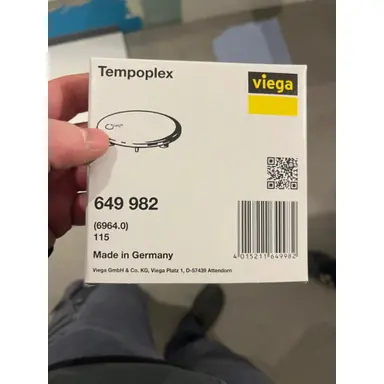 Tempoplex
viega
649 982
(6964.0)
115
Made in Germany
Viega GmbH & Co. KG, Viega Platz 1, D-57439 Attendorn
4 015211 649982